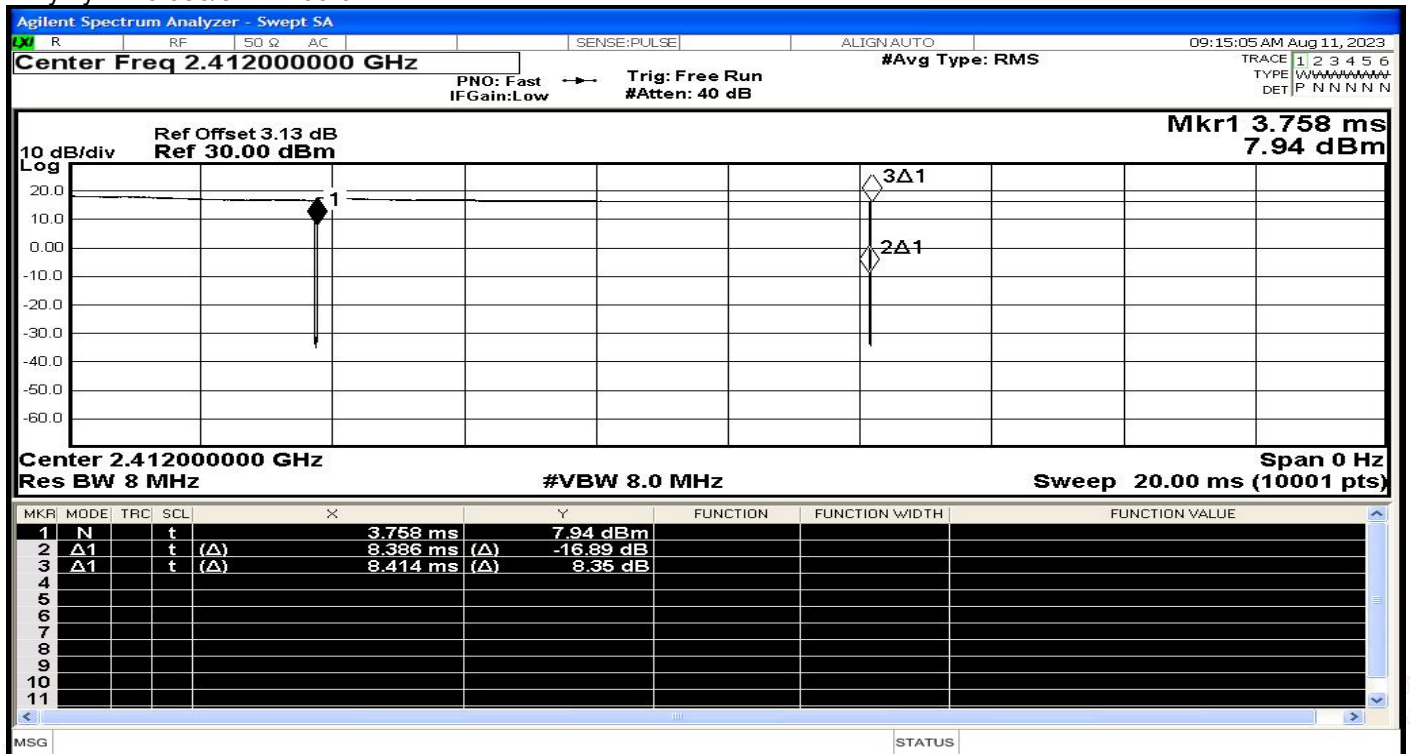 Agilent Spectrum Analyzer - Swept SA
LXI R RF 50 Ω AC SENSE:PULSE ALIGN AUTO 09:15:05 AM Aug 11, 2023
Center Freq 2.412000000 GHz #Avg Type: RMS TRACE 1 2 3 4 5 6
PNO: Fast Trig: Free Run TYPE
IFGain:Low #Atten: 40 dB DET P N N N N N
Mkr1 3.758 ms
Ref Offset 3.13 dB
10 dB/div Ref 30.00 dBm 7.94 dBm
Log
3Δ1
20.0
1
10.0
0.00
2Δ1
-10.0
-20.0
-30.0
-40.0
-50.0
-60.0
Center 2.412000000 GHz Span 0 Hz
Res BW 8 MHz #VBW 8.0 MHz Sweep 20.00 ms (10001 pts)
MKR MODE TRC SCL X Y FUNCTION FUNCTION WIDTH FUNCTION VALUE
1 N t 3.758 ms 7.94 dBm
2 Δ1 t (Δ) 8.386 ms (Δ) -16.89 dB
3 Δ1 t (Δ) 8.414 ms (Δ) 8.35 dB
4
5
6
7
8
9
10
11
MSG STATUS